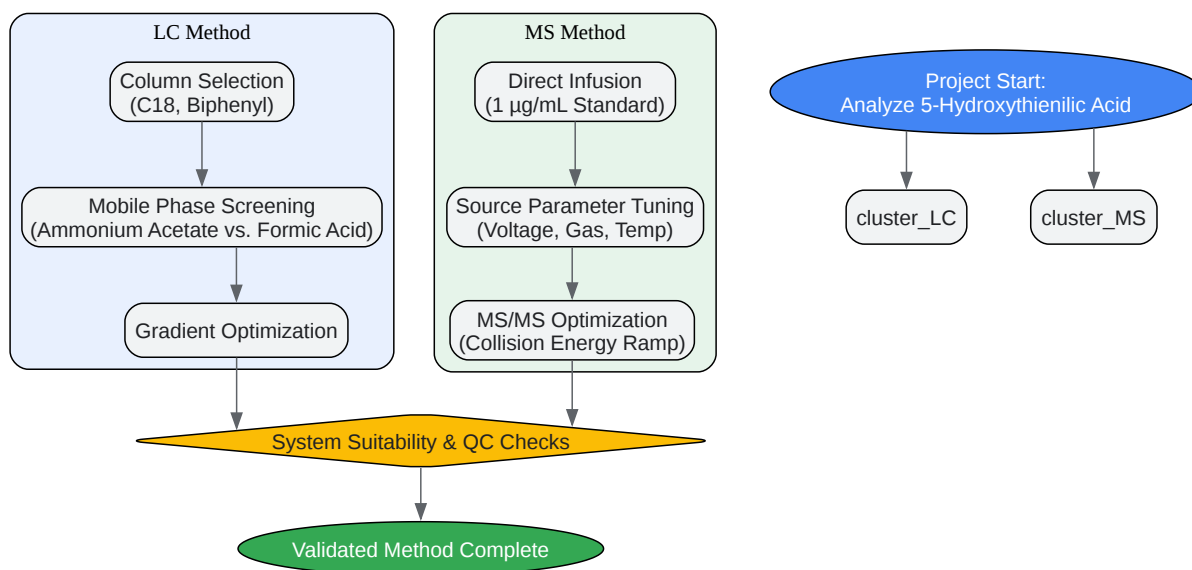 LC Method
Column Selection
(C18, Biphenyl)
Mobile Phase Screening
(Ammonium Acetate vs. Formic Acid)
Gradient Optimization
MS Method
Direct Infusion
(1 µg/mL Standard)
Source Parameter Tuning
(Voltage, Gas, Temp)
MS/MS Optimization
(Collision Energy Ramp)
Project Start:
Analyze 5-Hydroxythienilic Acid
cluster_LC
cluster_MS
System Suitability & QC Checks
Validated Method Complete